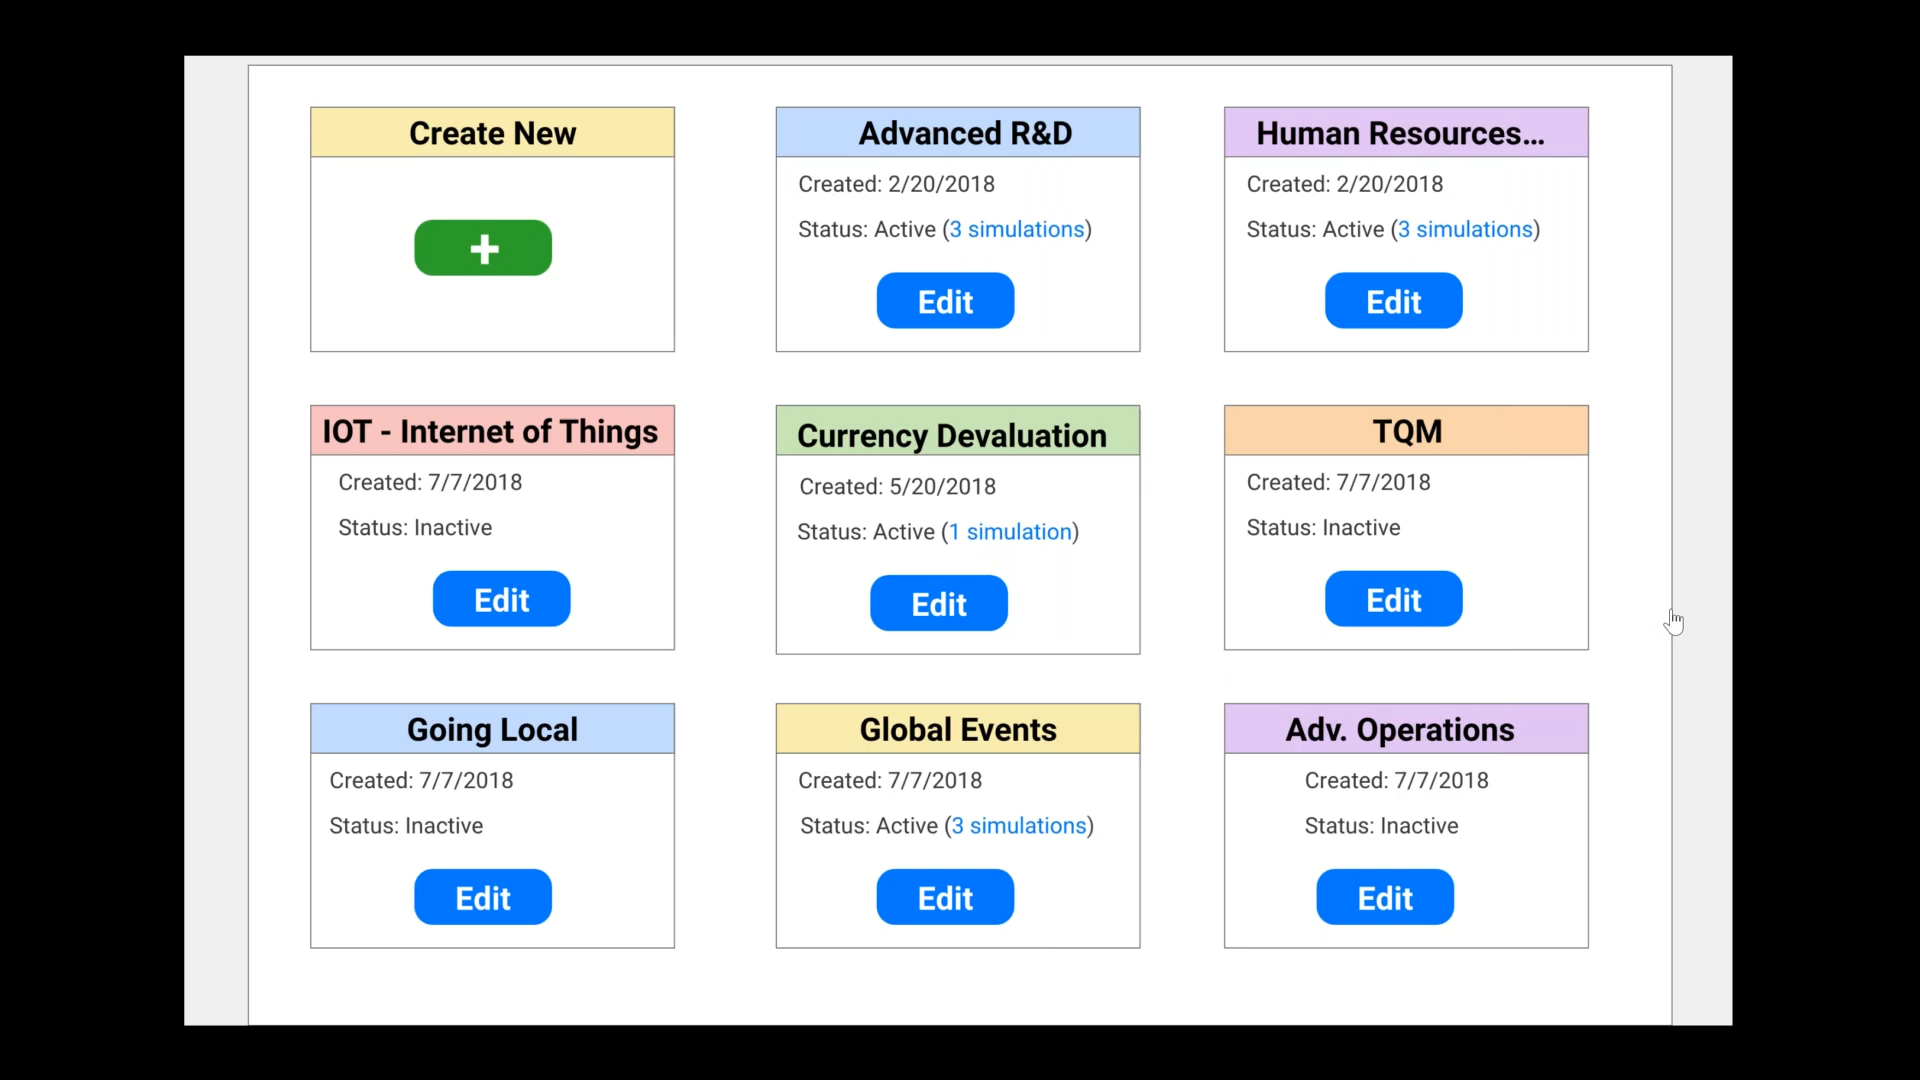 Create New
+
Advanced R&D
Created: 2/20/2018
Status: Active (3 simulations)
Edit
Human Resources...
Created: 2/20/2018
Status: Active (3 simulations)
Edit
IOT - Internet of Things
Created: 7/7/2018
Status: Inactive
Edit
Currency Devaluation
Created: 5/20/2018
Status: Active (1 simulation)
Edit
TQM
Created: 7/7/2018
Status: Inactive
Edit
Going Local
Created: 7/7/2018
Status: Inactive
Edit
Global Events
Created: 7/7/2018
Status: Active (3 simulations)
Edit
Adv. Operations
Created: 7/7/2018
Status: Inactive
Edit